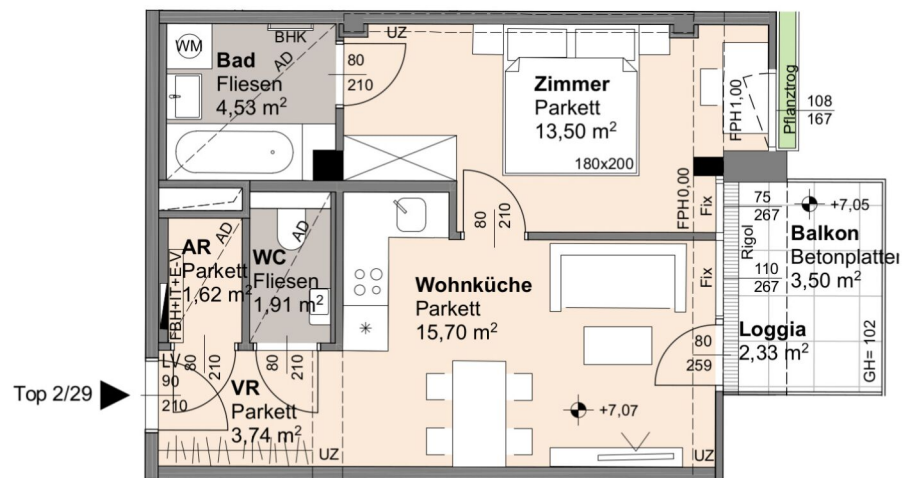 UZ
WM
BHK
AD
Bad
Fliesen
4,53 m²
80
210
Zimmer
Parkett
13,50 m²
180x200
FPH1,00
Pflanztrog
108
167
FPH0,00
Fix
75
267
+7,05
Rigol
Balkon
Betonplatten
3,50 m²
110
267
Fix
Loggia
2,33 m²
GH= 102
80
259
80
210
AR
Parkett
1,62 m²
AD
FBH+IT+E-V
WC
Fliesen
1,91 m²
AD
Wohnküche
Parkett
15,70 m²
80
210
80
210
90
210
Top 2/29
VR
Parkett
3,74 m²
+7,07
UZ
UZ